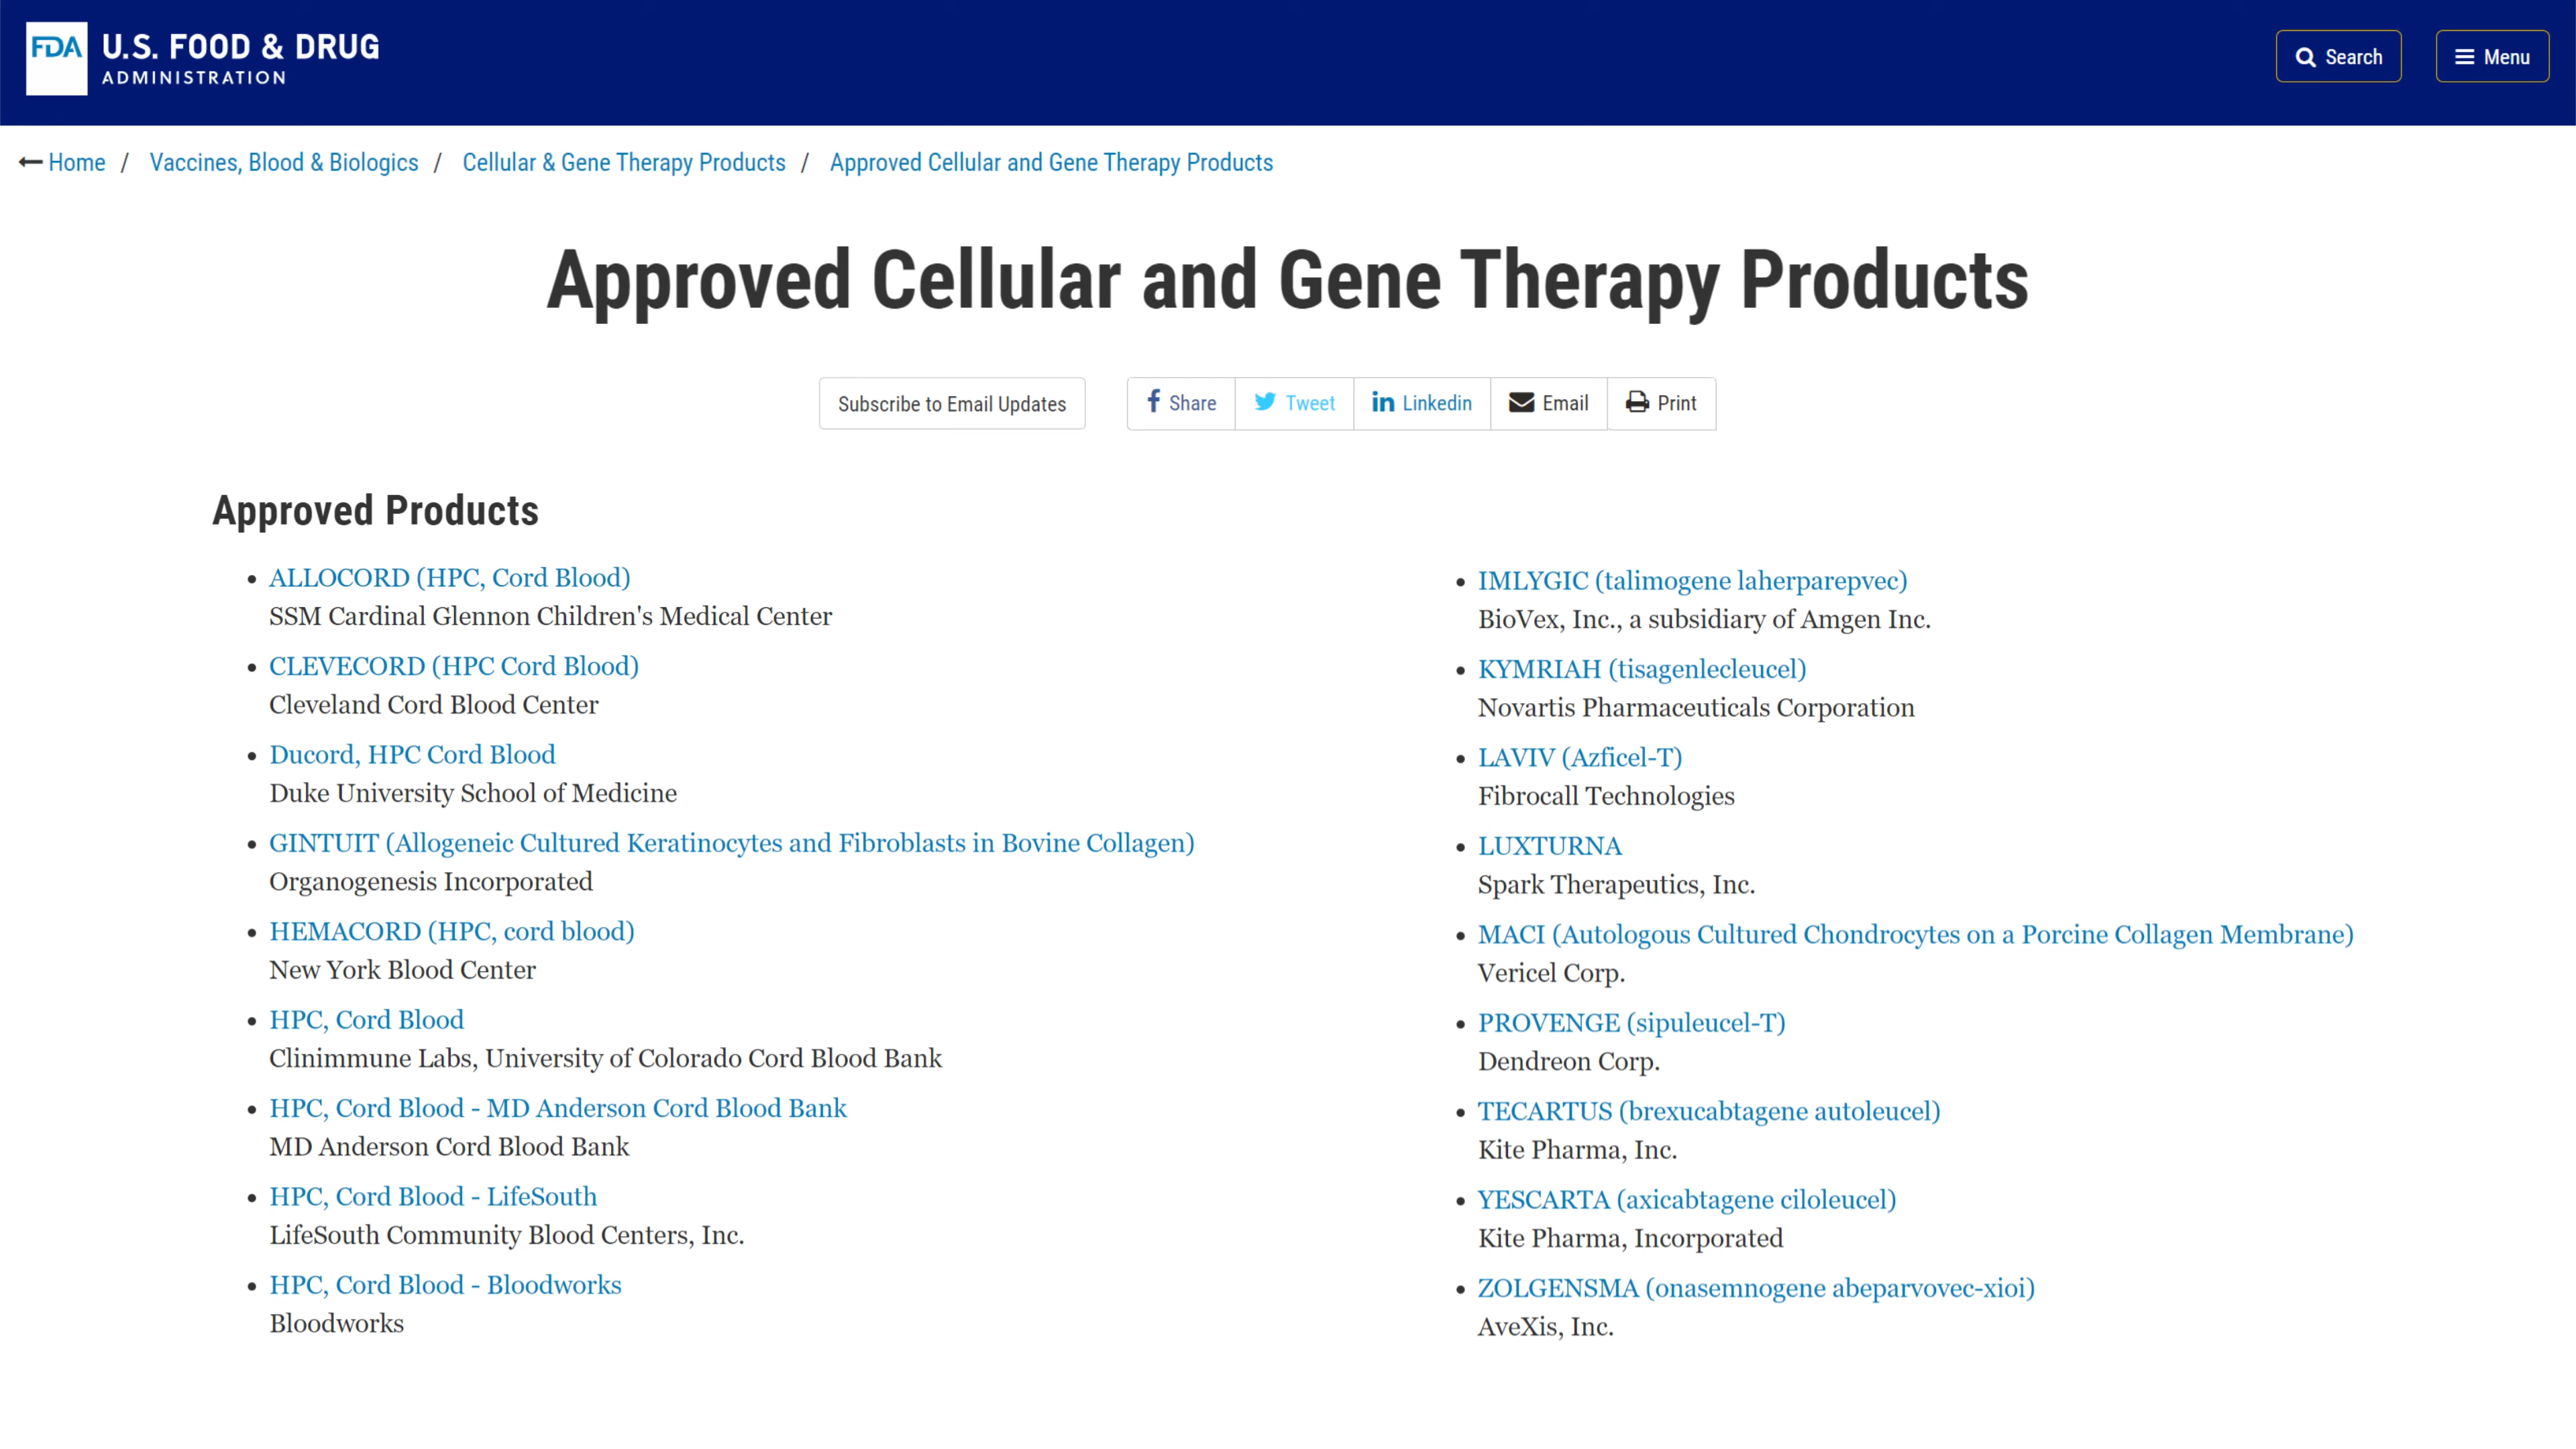 FDA U.S. FOOD & DRUG
ADMINISTRATION
Search
Menu
Home / Vaccines, Blood & Biologics / Cellular & Gene Therapy Products / Approved Cellular and Gene Therapy Products
Approved Cellular and Gene Therapy Products
Subscribe to Email Updates
Share
Tweet
Linkedin
Email
Print
Approved Products
ALLOCORD (HPC, Cord Blood)
SSM Cardinal Glennon Children's Medical Center
CLEVECORD (HPC Cord Blood)
Cleveland Cord Blood Center
Ducord, HPC Cord Blood
Duke University School of Medicine
GINTUIT (Allogeneic Cultured Keratinocytes and Fibroblasts in Bovine Collagen)
Organogenesis Incorporated
HEMACORD (HPC, cord blood)
New York Blood Center
HPC, Cord Blood
Clinimmune Labs, University of Colorado Cord Blood Bank
HPC, Cord Blood - MD Anderson Cord Blood Bank
MD Anderson Cord Blood Bank
HPC, Cord Blood - LifeSouth
LifeSouth Community Blood Centers, Inc.
HPC, Cord Blood - Bloodworks
Bloodworks
IMLYGIC (talimogene laherparepvec)
BioVex, Inc., a subsidiary of Amgen Inc.
KYMRIAH (tisagenlecleucel)
Novartis Pharmaceuticals Corporation
LAVIV (Azficel-T)
Fibrocall Technologies
LUXTURNA
Spark Therapeutics, Inc.
MACI (Autologous Cultured Chondrocytes on a Porcine Collagen Membrane)
Vericel Corp.
PROVENGE (sipuleucel-T)
Dendreon Corp.
TECARTUS (brexucabtagene autoleucel)
Kite Pharma, Inc.
YESCARTA (axicabtagene ciloleucel)
Kite Pharma, Incorporated
ZOLGENSMA (onasemnogene abeparvovec-xioi)
AveXis, Inc.